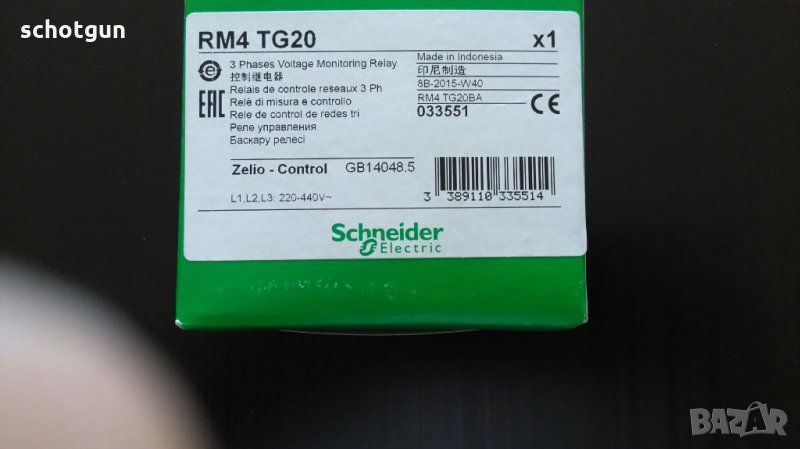 schotgun
RM4 TG20 x1
3 Phases Voltage Monitoring Relay
控制继电器
Relais de controle reseaux 3 Ph
Relè di misura e controllo
Rele de control de redes tri
Реле управления
Басқару релесі
Made in Indonesia
印尼制造
8B-2015-W40
RM4 TG20BA
033551
EAC
CE
Zelio - Control GB14048.5
L1,L2,L3: 220-440V~
3 389110 335514
Schneider
Electric
BAZAR